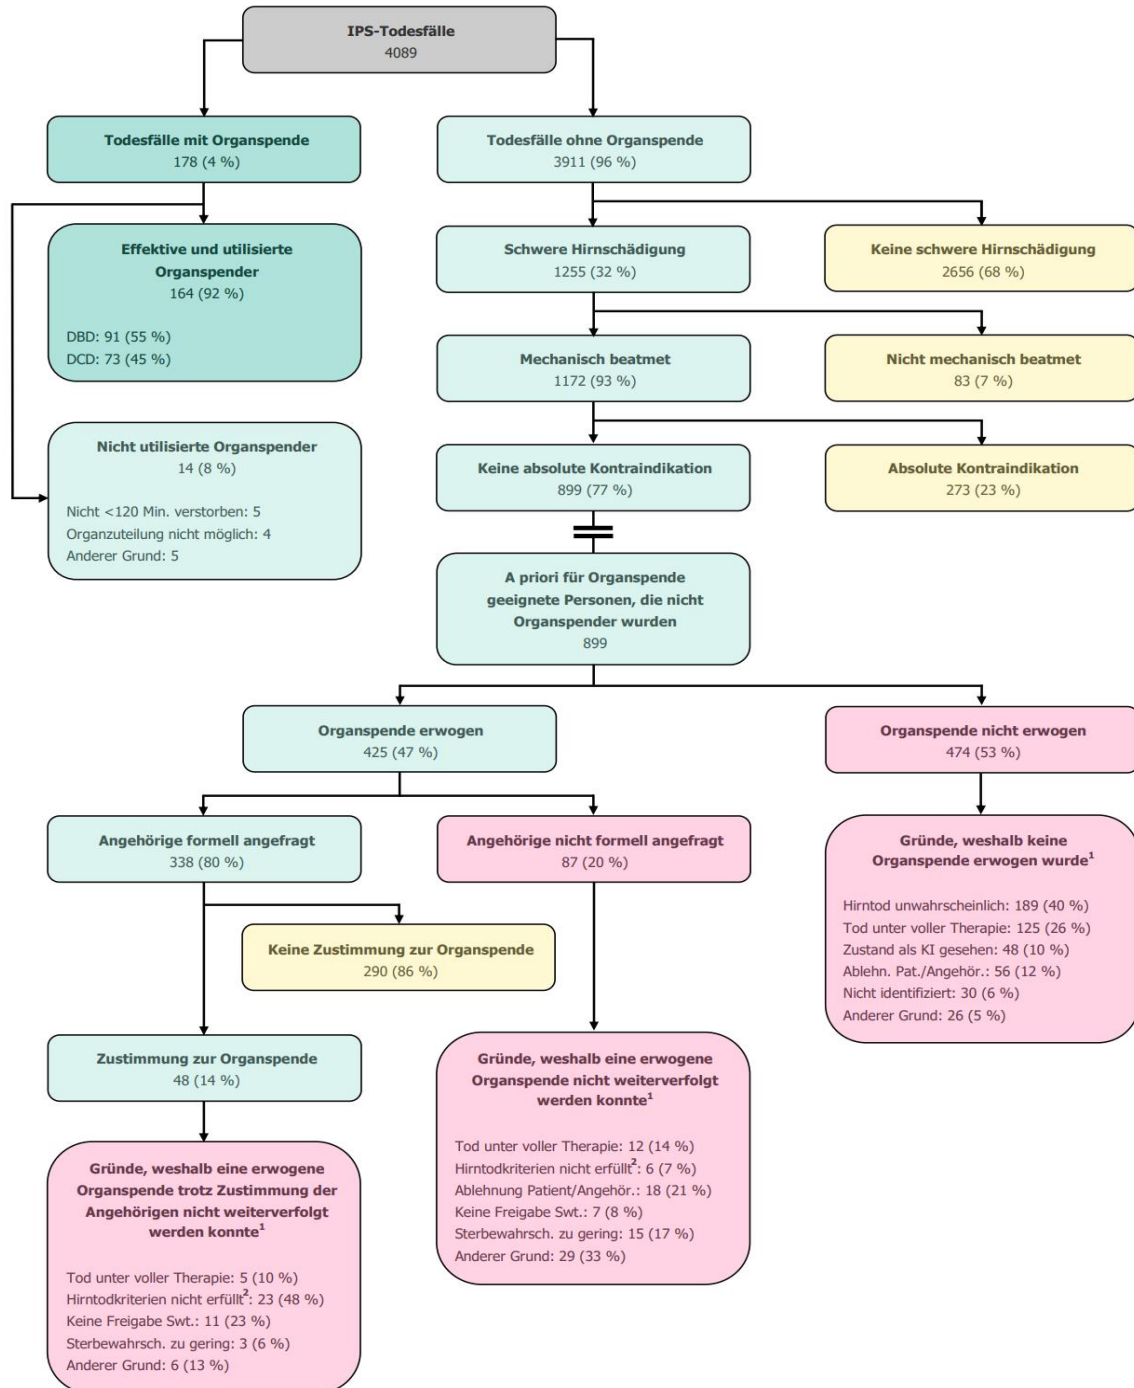 IPS-Todesfälle
4089
Todesfälle mit Organspende
178 (4 %)
Todesfälle ohne Organspende
3911 (96 %)
Effektive und utilisierte
Organspender
164 (92 %)
DBD: 91 (55 %)
DCD: 73 (45 %)
Schwere Hirnschädigung
1255 (32 %)
Keine schwere Hirnschädigung
2656 (68 %)
Mechanisch beatmet
1172 (93 %)
Nicht mechanisch beatmet
83 (7 %)
Nicht utilisierte Organspender
14 (8 %)
Nicht <120 Min. verstorben: 5
Organzuteilung nicht möglich: 4
Anderer Grund: 5
Keine absolute Kontraindikation
899 (77 %)
Absolute Kontraindikation
273 (23 %)
A priori für Organspende
geeignete Personen, die nicht
Organspender wurden
899
Organspende erwogen
425 (47 %)
Organspende nicht erwogen
474 (53 %)
Angehörige formell angefragt
338 (80 %)
Angehörige nicht formell angefragt
87 (20 %)
Gründe, weshalb keine
Organspende erwogen wurde¹
Hirntod unwahrscheinlich: 189 (40 %)
Tod unter voller Therapie: 125 (26 %)
Zustand als KI gesehen: 48 (10 %)
Ablehn. Pat./Angehör.: 56 (12 %)
Nicht identifiziert: 30 (6 %)
Anderer Grund: 26 (5 %)
Keine Zustimmung zur Organspende
290 (86 %)
Zustimmung zur Organspende
48 (14 %)
Gründe, weshalb eine erwogene
Organspende nicht weiterverfolgt
werden konnte¹
Tod unter voller Therapie: 12 (14 %)
Hirntodkriterien nicht erfüllt²: 6 (7 %)
Ablehnung Patient/Angehör.: 18 (21 %)
Keine Freigabe Swt.: 7 (8 %)
Sterbewahrsch. zu gering: 15 (17 %)
Anderer Grund: 29 (33 %)
Gründe, weshalb eine erwogene
Organspende trotz Zustimmung der
Angehörigen nicht weiterverfolgt
werden konnte¹
Tod unter voller Therapie: 5 (10 %)
Hirntodkriterien nicht erfüllt²: 23 (48 %)
Keine Freigabe Swt.: 11 (23 %)
Sterbewahrsch. zu gering: 3 (6 %)
Anderer Grund: 6 (13 %)